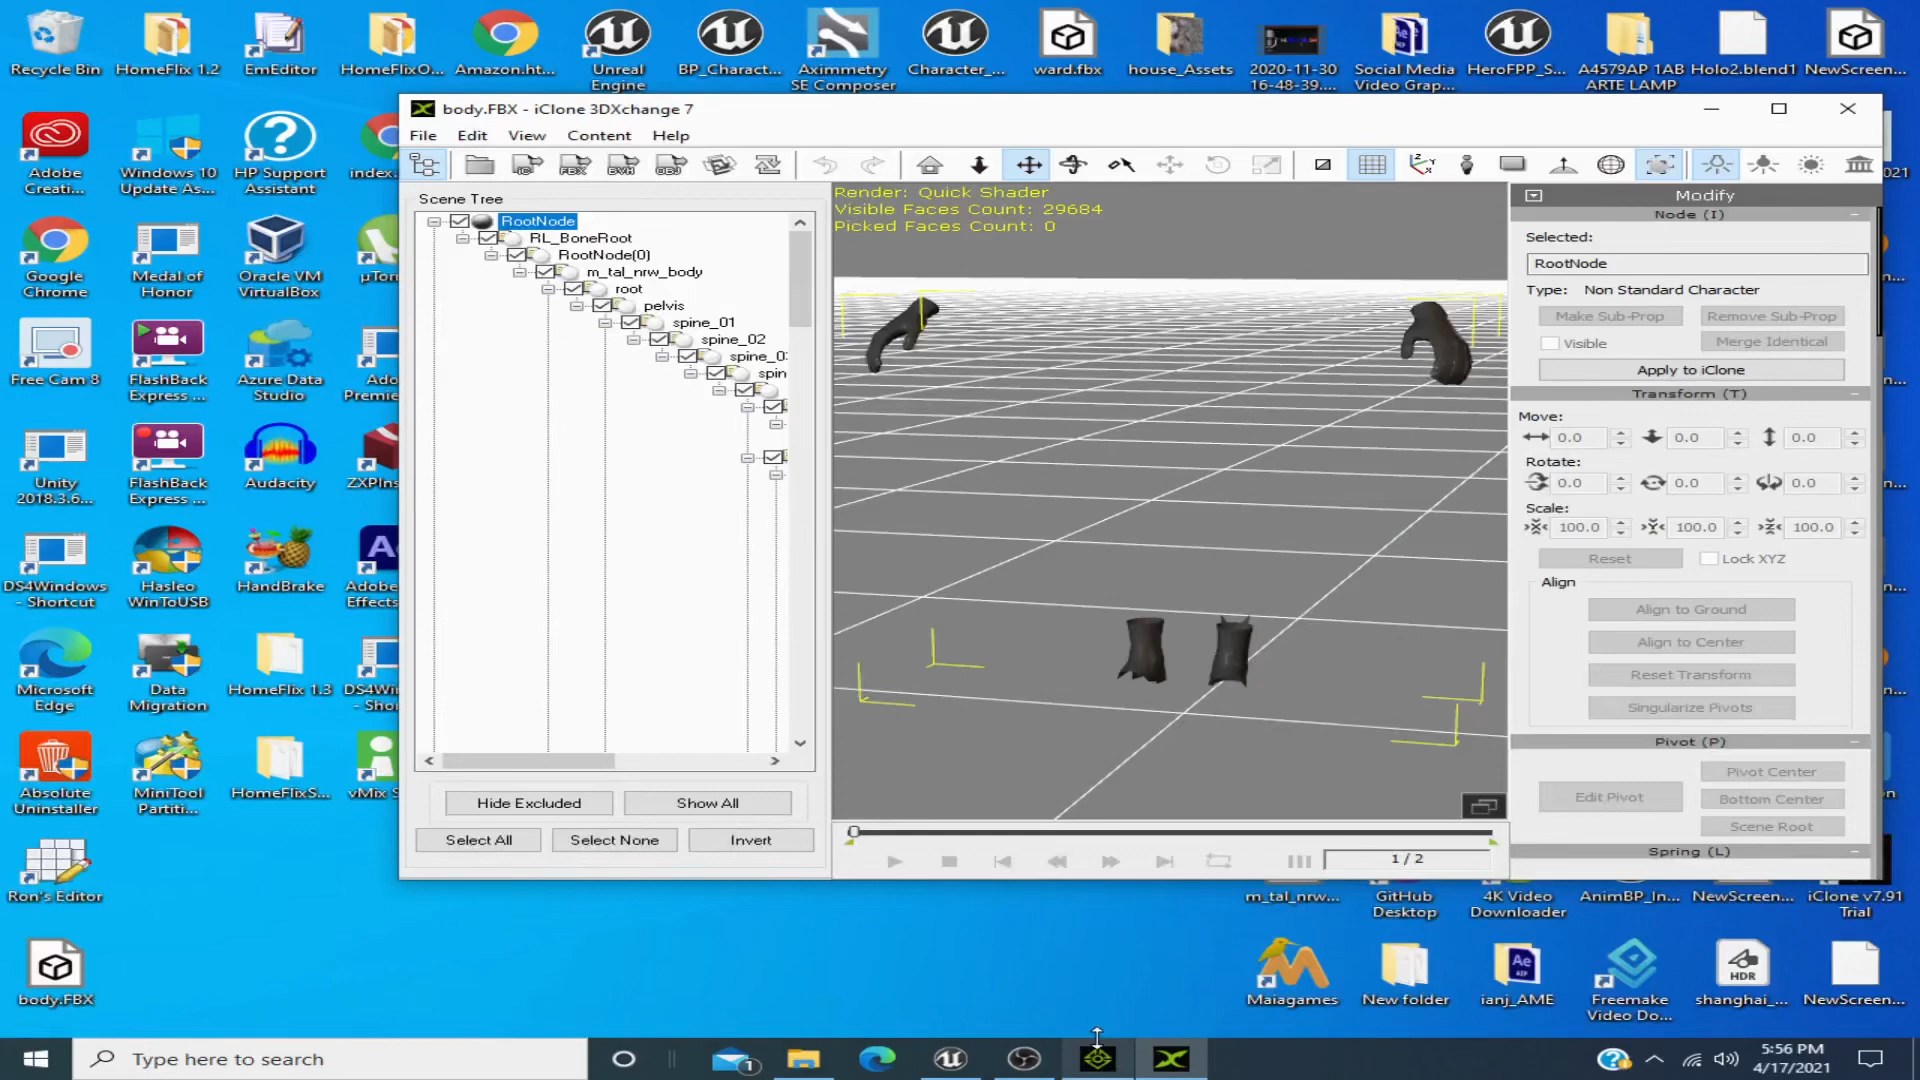 Recycle Bin
HomeFlix 1.2
EmEditor
HomeFlixO...
Amazon.ht...
Unreal
Engine
BP_Charact...
Aximmetry
SE Composer
Character_...
ward.fbx
house_Assets
2020-11-30
16-48-39....
Social Media
Video Grap...
HeroFPP_S...
A4579AP 1AB
ARTE LAMP
Holo2.blend1
NewScreen...
Adobe
Creati...
Windows 10
Update As...
HP Support
Assistant
index.
Google
Chrome
Medal of
Honor
Oracle VM
VirtualBox
µTor
Free Cam 8
FlashBack
Express ...
Azure Data
Studio
Ado
Premie
Unity
2018.3.6...
FlashBack
Express ...
Audacity
ZXPIns
DS4Windows
- Shortcut
Hasleo
WinToUSB
HandBrake
Adobe
Effects
Microsoft
Edge
Data
Migration
HomeFlix 1.3
DS4Wi
- Shor
Absolute
Uninstaller
MiniTool
Partiti...
HomeFlixS...
vMix S
Ron's Editor
body.FBX
body.FBX - iClone 3DXchange 7
File Edit View Content Help
Scene Tree
RootNode
RL_BoneRoot
RootNode(0)
m_tal_nrw_body
root
pelvis
spine_01
spine_02
spine_0
spin
Hide Excluded
Show All
Select All
Select None
Invert
Render: Quick Shader
Visible Faces Count: 29684
Picked Faces Count: 0
1 / 2
Modify
Node (I)
Selected:
RootNode
Type: Non Standard Character
Make Sub-Prop
Remove Sub-Prop
Visible
Merge Identical
Apply to iClone
Transform (T)
Move:
0.0 0.0 0.0
Rotate:
0.0 0.0 0.0
Scale:
100.0 100.0 100.0
Reset
Lock XYZ
Align
Align to Ground
Align to Center
Reset Transform
Singularize Pivots
Pivot (P)
Pivot Center
Edit Pivot
Bottom Center
Scene Root
Spring (L)
m_tal_nrw...
GitHub
Desktop
4K Video
Downloader
AnimBP_In...
NewScreen...
iClone v7.91
Trial
Maiagames
New folder
ianj_AME
Freemake
Video Do...
shanghai_...
NewScreen...
Type here to search
5:56 PM
4/17/2021